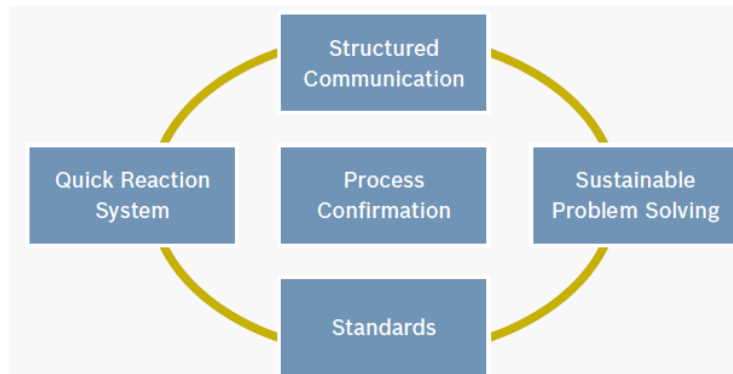 Structured
Communication
Quick Reaction
System
Process
Confirmation
Sustainable
Problem Solving
Standards